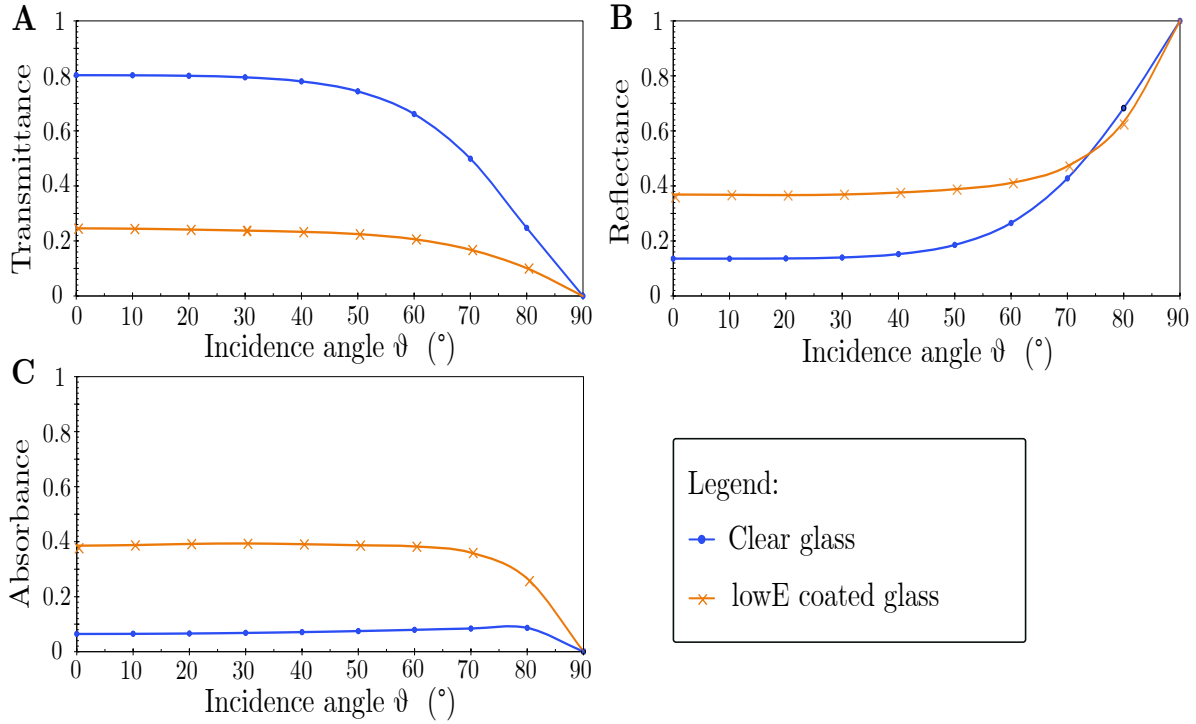 A
Transmittance
1
0.8
0.6
0.4
0.2
0
0 10 20 30 40 50 60 70 80 90
Incidence angle ϑ (°)
B
Reflectance
1
0.8
0.6
0.4
0.2
0
0 10 20 30 40 50 60 70 80 90
Incidence angle ϑ (°)
C
Absorbance
1
0.8
0.6
0.4
0.2
0
0 10 20 30 40 50 60 70 80 90
Incidence angle ϑ (°)
Legend:
Clear glass
lowE coated glass